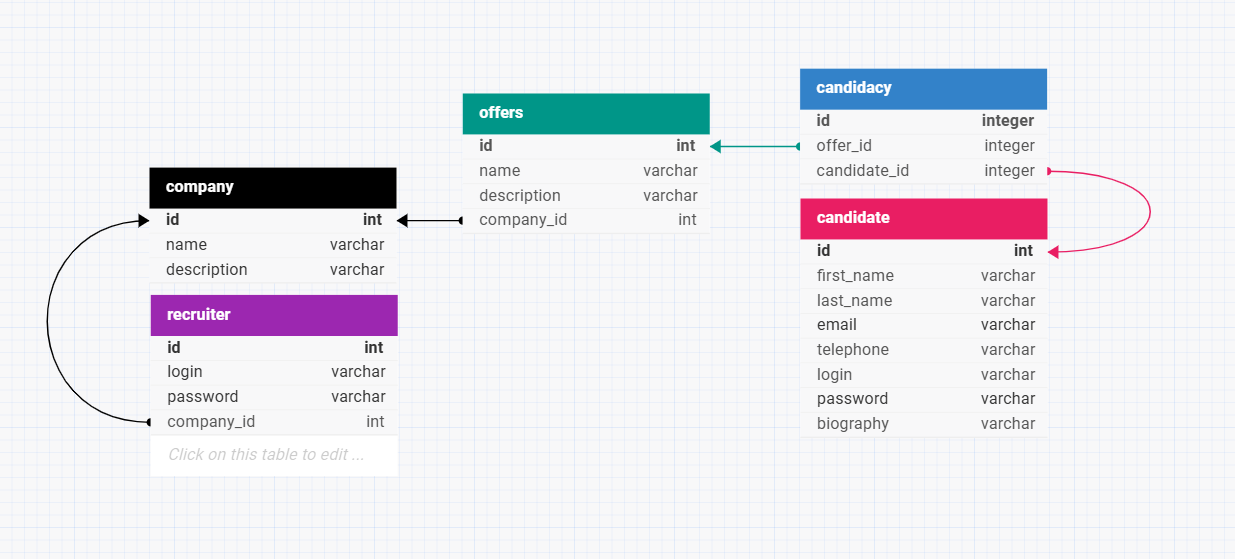 company
id int
name varchar
description varchar
recruiter
id int
login varchar
password varchar
company_id int
Click on this table to edit ...
offers
id int
name varchar
description varchar
company_id int
candidacy
id integer
offer_id integer
candidate_id integer
candidate
id int
first_name varchar
last_name varchar
email varchar
telephone varchar
login varchar
password varchar
biography varchar